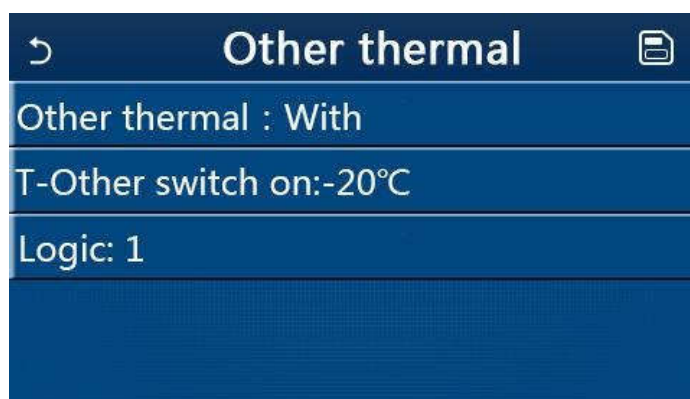 Other thermal
Other thermal : With
T-Other switch on:-20℃
Logic: 1